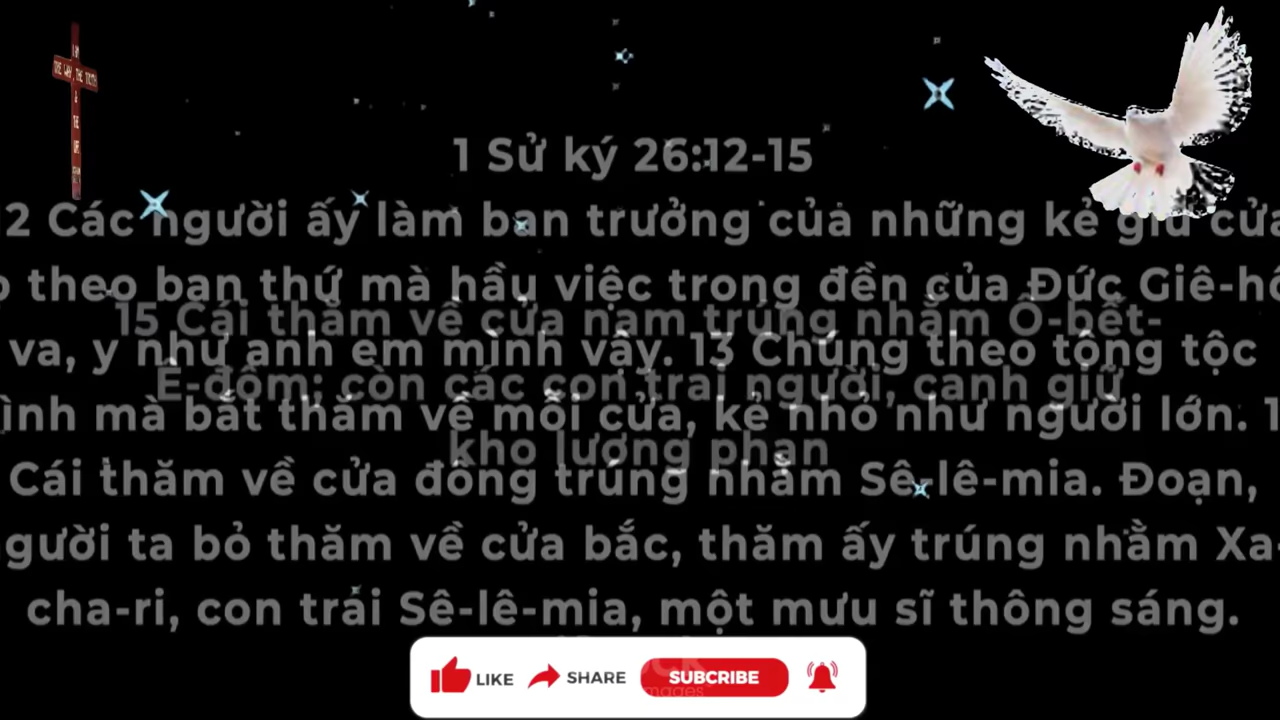 1 Sử ký 26:12-15
12 Các người ấy làm ban trưởng của những kẻ giữ cửa
theo ban thứ mà hầu việc trong đền của Đức Giê-hô
va, y như anh em mình vậy. 13 Chúng theo tông tộc
mình mà bắt thăm về mỗi cửa, kẻ nhỏ như người lớn. 1
Cái thăm về cửa đông trúng nhằm Sê-lê-mia. Đoạn,
người ta bỏ thăm về cửa bắc, thăm ấy trúng nhằm Xa-
cha-ri, con trai Sê-lê-mia, một mưu sĩ thông sáng.
15 Cái thăm về cửa nam trúng nhằm Ô-bết-
Ê-đôm; còn các con trai người, canh giữ
kho lương phạn
LIKE
SHARE
SUBCRIBE